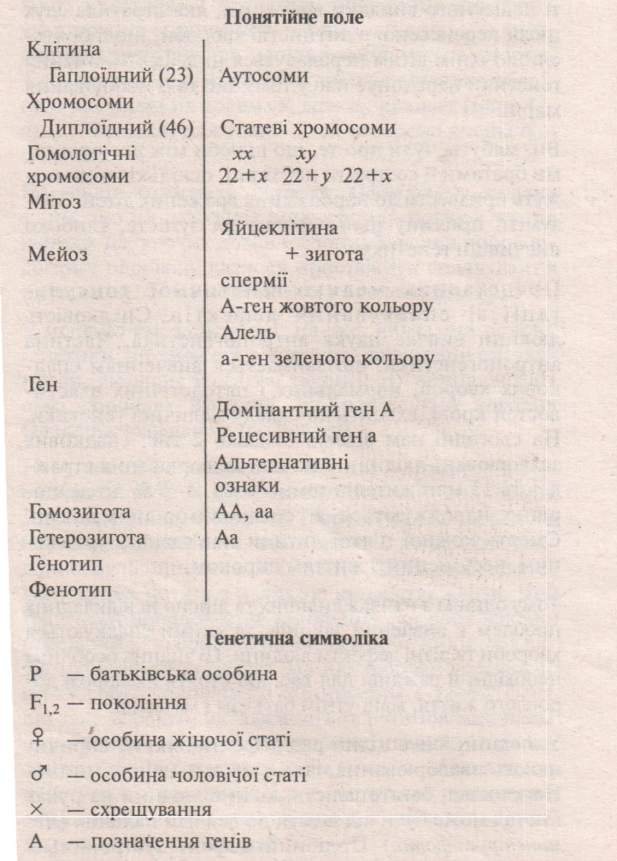 Понятійне поле
Клітина
Гаплоїдний (23) Аутосоми
Хромосоми
Диплоїдний (46) Статеві хромосоми
Гомологічні xx xy
хромосоми 22+x 22+y 22+x
Мітоз
Яйцеклітина
Мейоз + зигота
спермії
А-ген жовтого кольору
Алель
а-ген зеленого кольору
Ген
Домінантний ген А
Рецесивний ген а
Альтернативні
ознаки
Гомозигота АА, аа
Гетерозигота Аа
Генотип
Фенотип
Генетична символіка
Р — батьківська особина
F1,2 — покоління
♀ — особина жіночої статі
♂ — особина чоловічої статі
× — схрещування
А — позначення генів